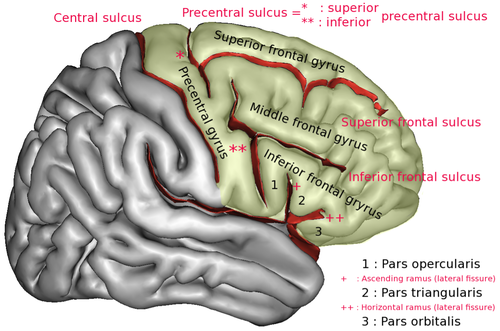 Central sulcus
Precentral sulcus = * : superior
** : inferior
precentral sulcus
Superior frontal gyrus
*
Precentral gyrus
Middle frontal gyrus
Superior frontal sulcus
**
Inferior frontal gryrus
Inferior frontal sulcus
1
+
2
++
3
1 : Pars opercularis
+ : Ascending ramus (lateral fissure)
2 : Pars triangularis
++ : Horizontal ramus (lateral fissure)
3 : Pars orbitalis